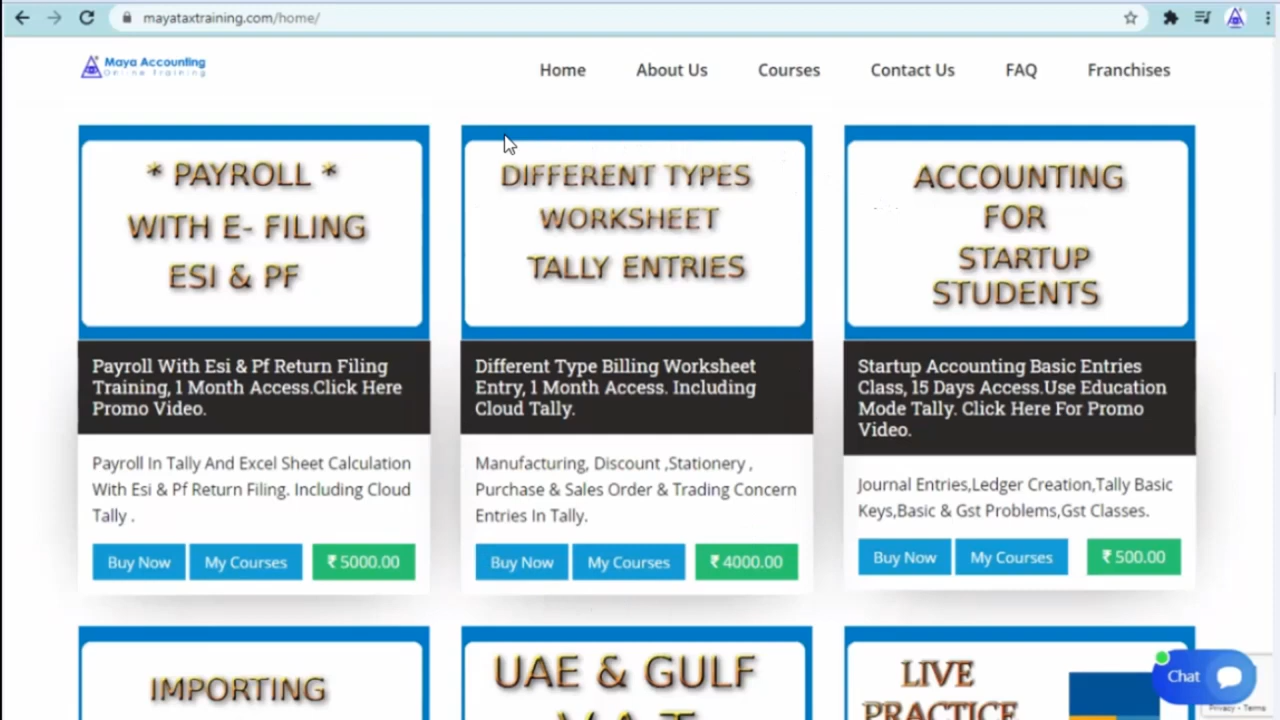 mayataxtraining.com/home/
Maya Accounting
Online Training
Home About Us Courses Contact Us FAQ Franchises
* PAYROLL *
WITH E- FILING
ESI & PF
Payroll With Esi & Pf Return Filing
Training, 1 Month Access.Click Here
Promo Video.
Payroll In Tally And Excel Sheet Calculation
With Esi & Pf Return Filing. Including Cloud
Tally .
Buy Now My Courses ₹ 5000.00
DIFFERENT TYPES
WORKSHEET
TALLY ENTRIES
Different Type Billing Worksheet
Entry, 1 Month Access. Including
Cloud Tally.
Manufacturing, Discount ,Stationery ,
Purchase & Sales Order & Trading Concern
Entries In Tally.
Buy Now My Courses ₹ 4000.00
ACCOUNTING
FOR
STARTUP
STUDENTS
Startup Accounting Basic Entries
Class, 15 Days Access.Use Education
Mode Tally. Click Here For Promo
Video.
Journal Entries,Ledger Creation,Tally Basic
Keys,Basic & Gst Problems,Gst Classes.
Buy Now My Courses ₹ 500.00
IMPORTING
UAE & GULF
VAT
LIVE
PRACTICE
Chat
Privacy - Terms